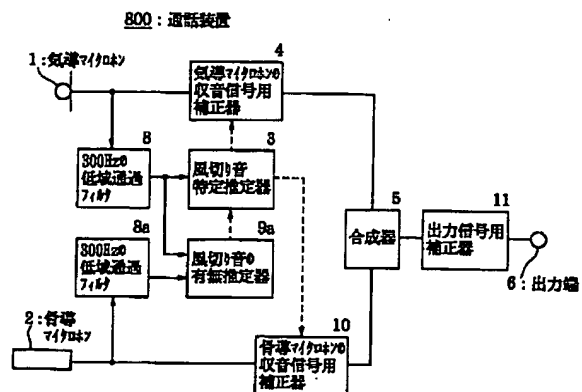 800：通話装置
1：気導マイクロホン
4
気導マイクロホンの
収音信号用
補正器
8
300Hzの
低域通過
フィルタ
3
風切り音
特定推定器
8a
300Hzの
低域通過
フィルタ
9a
風切り音の
有無推定器
5
合成器
11
出力信号用
補正器
6：出力端
2：骨導
マイクロホン
10
骨導マイクロホンの
収音信号用
補正器